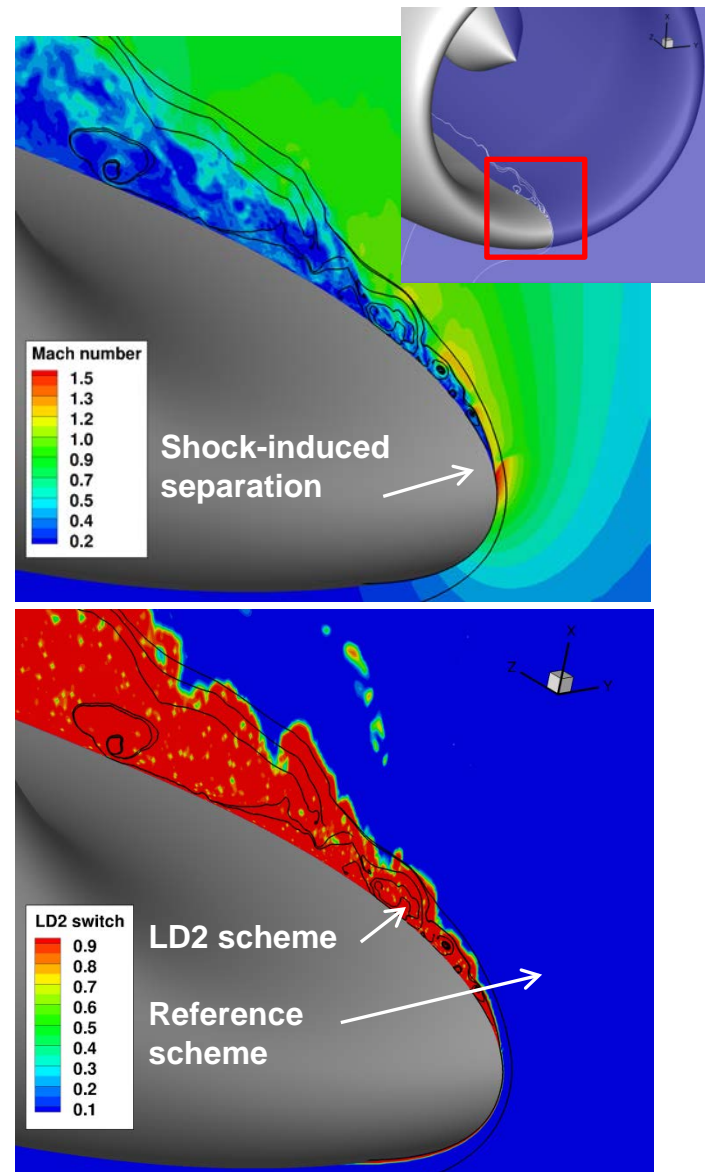 X
Z
Y
Mach number
1.5
1.3
1.2
1.0
0.9
0.7
0.5
0.4
0.2
Shock-induced
separation
X
Z
Y
LD2 switch
0.9
0.8
0.7
0.6
0.5
0.4
0.3
0.2
0.1
LD2 scheme
Reference
scheme